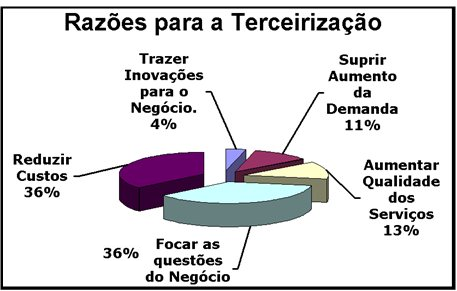 Razões para a Terceirização
Trazer
Inovações
para o
Negócio.
4%
Suprir
Aumento
da
Demanda
11%
Reduzir
Custos
36%
Aumentar
Qualidade
dos
Serviços
13%
36%
Focar as
questões
do Negócio